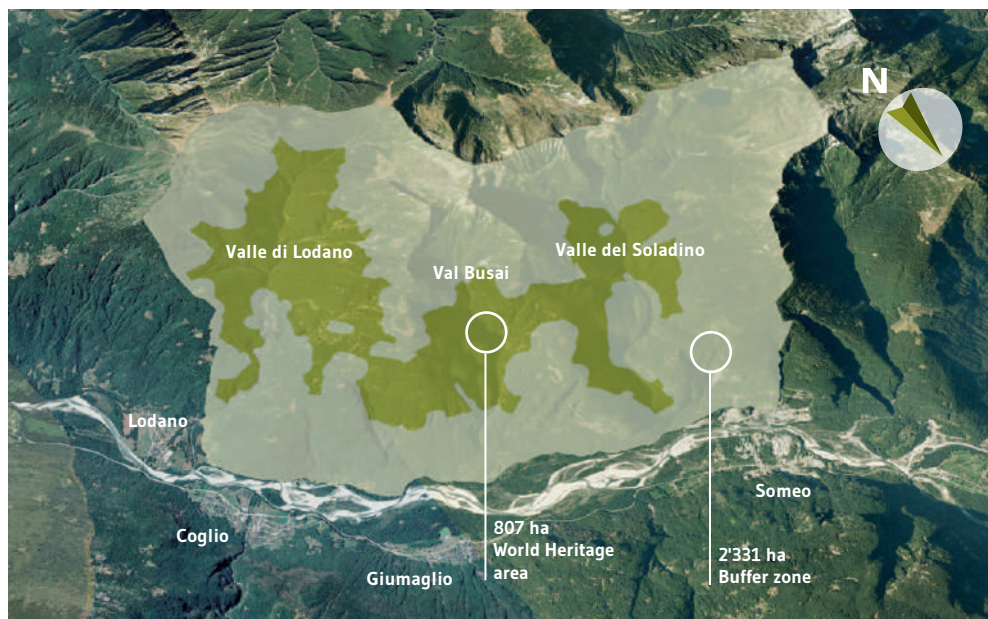 N
Valle di Lodano
Valle del Soladino
Val Busai
Lodano
Someo
Coglio
Giumaglio
807 ha
World Heritage
area
2'331 ha
Buffer zone